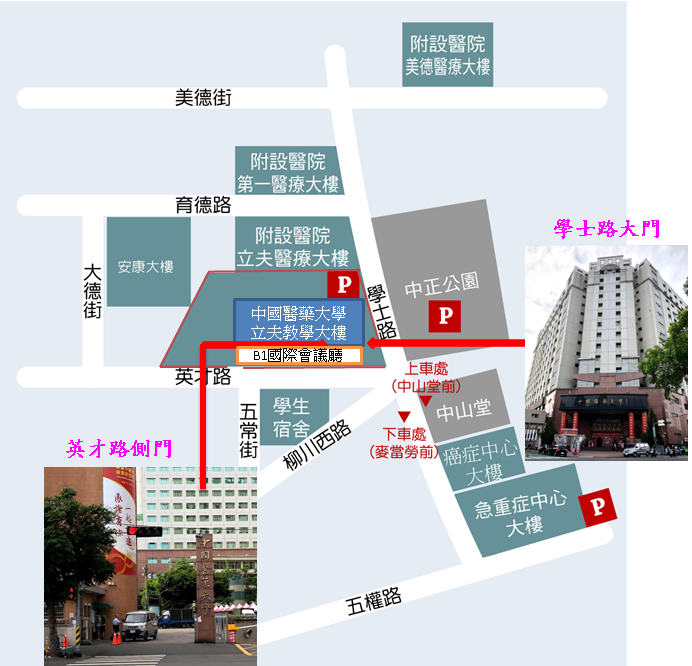 附設醫院
美德醫療大樓
美德街
附設醫院
第一醫療大樓
育德路
學士路大門
附設醫院
立夫醫療大樓
大德街
安康大樓
P
學士路
中正公園
P
中國醫藥大學
立夫教學大樓
B1國際會議廳
英才路
上車處
(中山堂前)
學生
宿舍
五常街
中山堂
下車處
(麥當勞前)
柳川西路
英才路側門
癌症中心
大樓
急重症中心
大樓
P
五權路
中國醫藥大學